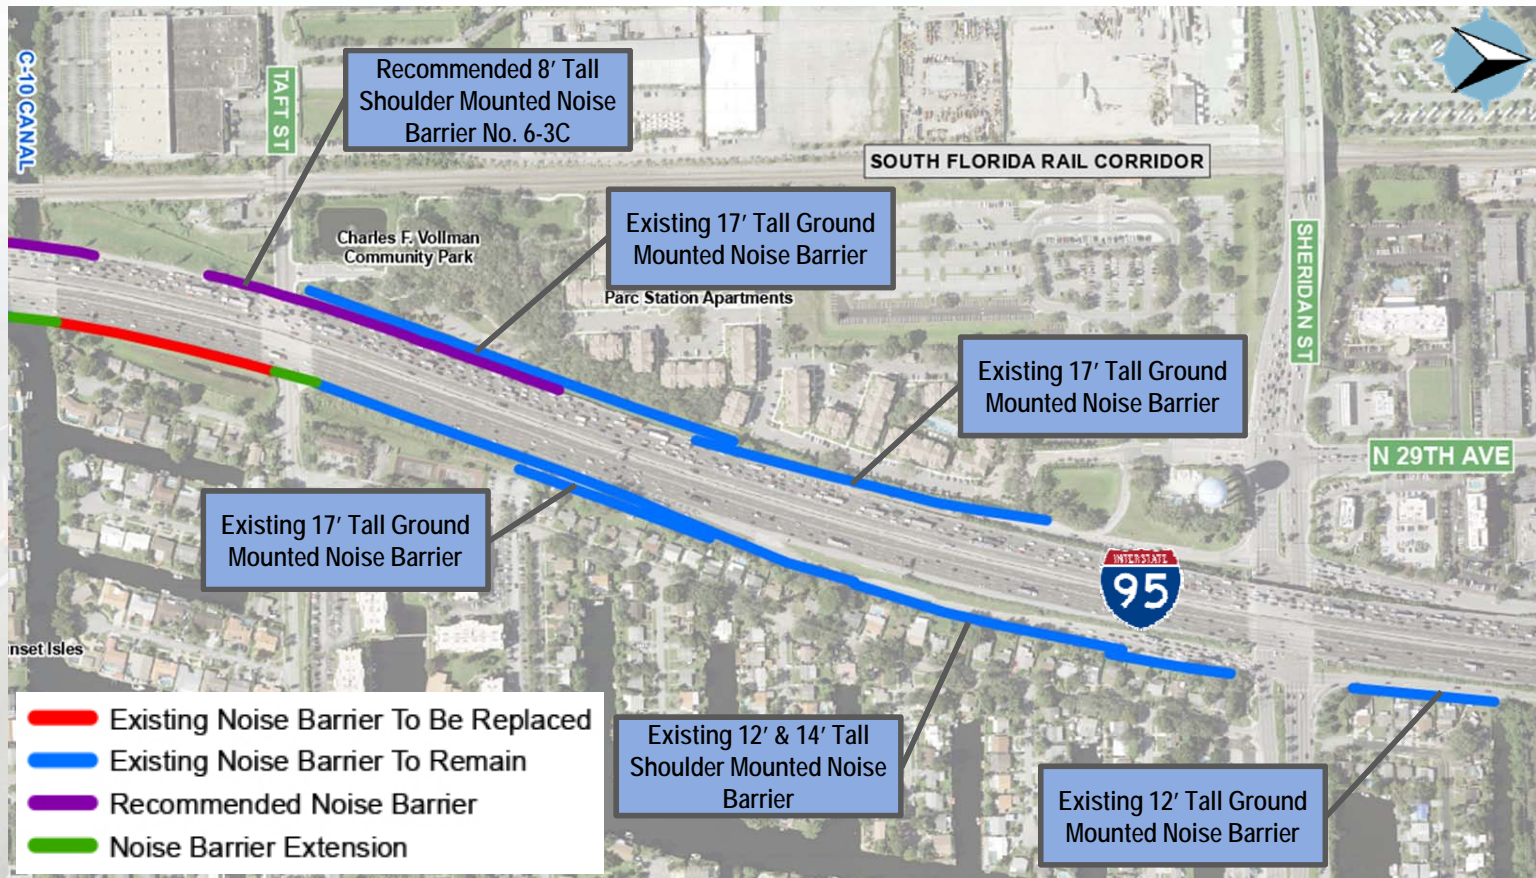 C-10 CANAL
TAFT ST
Recommended 8' Tall
Shoulder Mounted Noise
Barrier No. 6-3C
SOUTH FLORIDA RAIL CORRIDOR
Charles F. Vollman
Community Park
Existing 17' Tall Ground
Mounted Noise Barrier
Parc Station Apartments
SHERIDAN ST
Existing 17' Tall Ground
Mounted Noise Barrier
N 29TH AVE
Existing 17' Tall Ground
Mounted Noise Barrier
INTERSTATE
95
nset Isles
Existing Noise Barrier To Be Replaced
Existing Noise Barrier To Remain
Recommended Noise Barrier
Noise Barrier Extension
Existing 12' & 14' Tall
Shoulder Mounted Noise
Barrier
Existing 12' Tall Ground
Mounted Noise Barrier